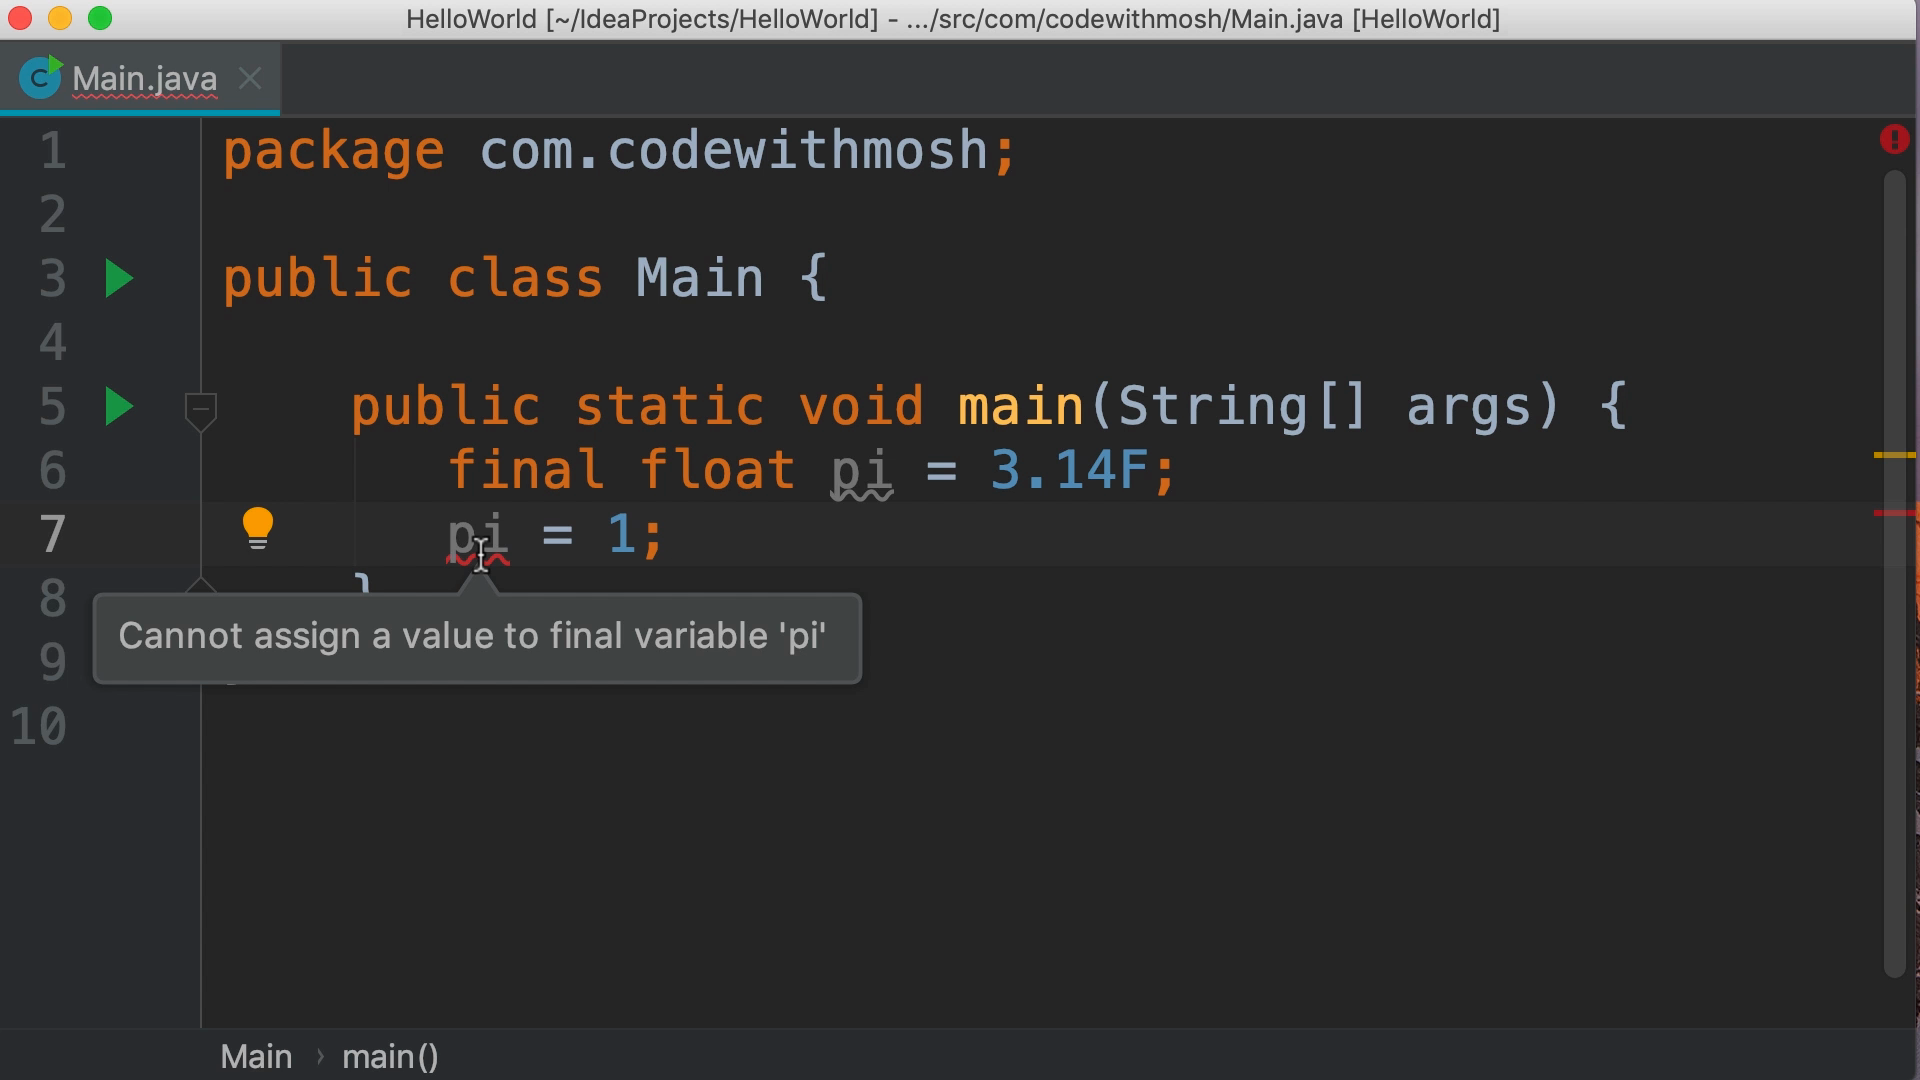 HelloWorld [~/IdeaProjects/HelloWorld] - .../src/com/codewithmosh/Main.java [HelloWorld]
Main.java
1 package com.codewithmosh;
2
3 public class Main {
4
5 public static void main(String[] args) {
6 final float pi = 3.14F;
7 pi = 1;
8 }
Cannot assign a value to final variable 'pi'
9
10
Main › main()